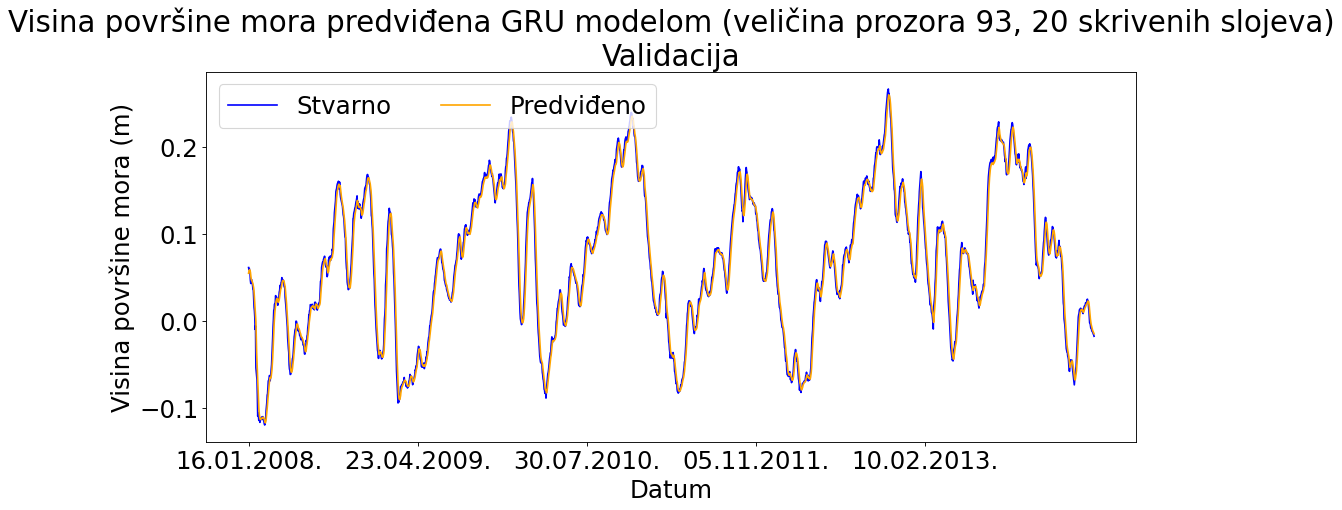 Visina površine mora predviđena GRU modelom (veličina prozora 93, 20 skrivenih slojeva)
Validacija
Stvarno
Predviđeno
Visina površine mora (m)
0.2
0.1
0.0
−0.1
16.01.2008.
23.04.2009.
30.07.2010.
05.11.2011.
10.02.2013.
Datum